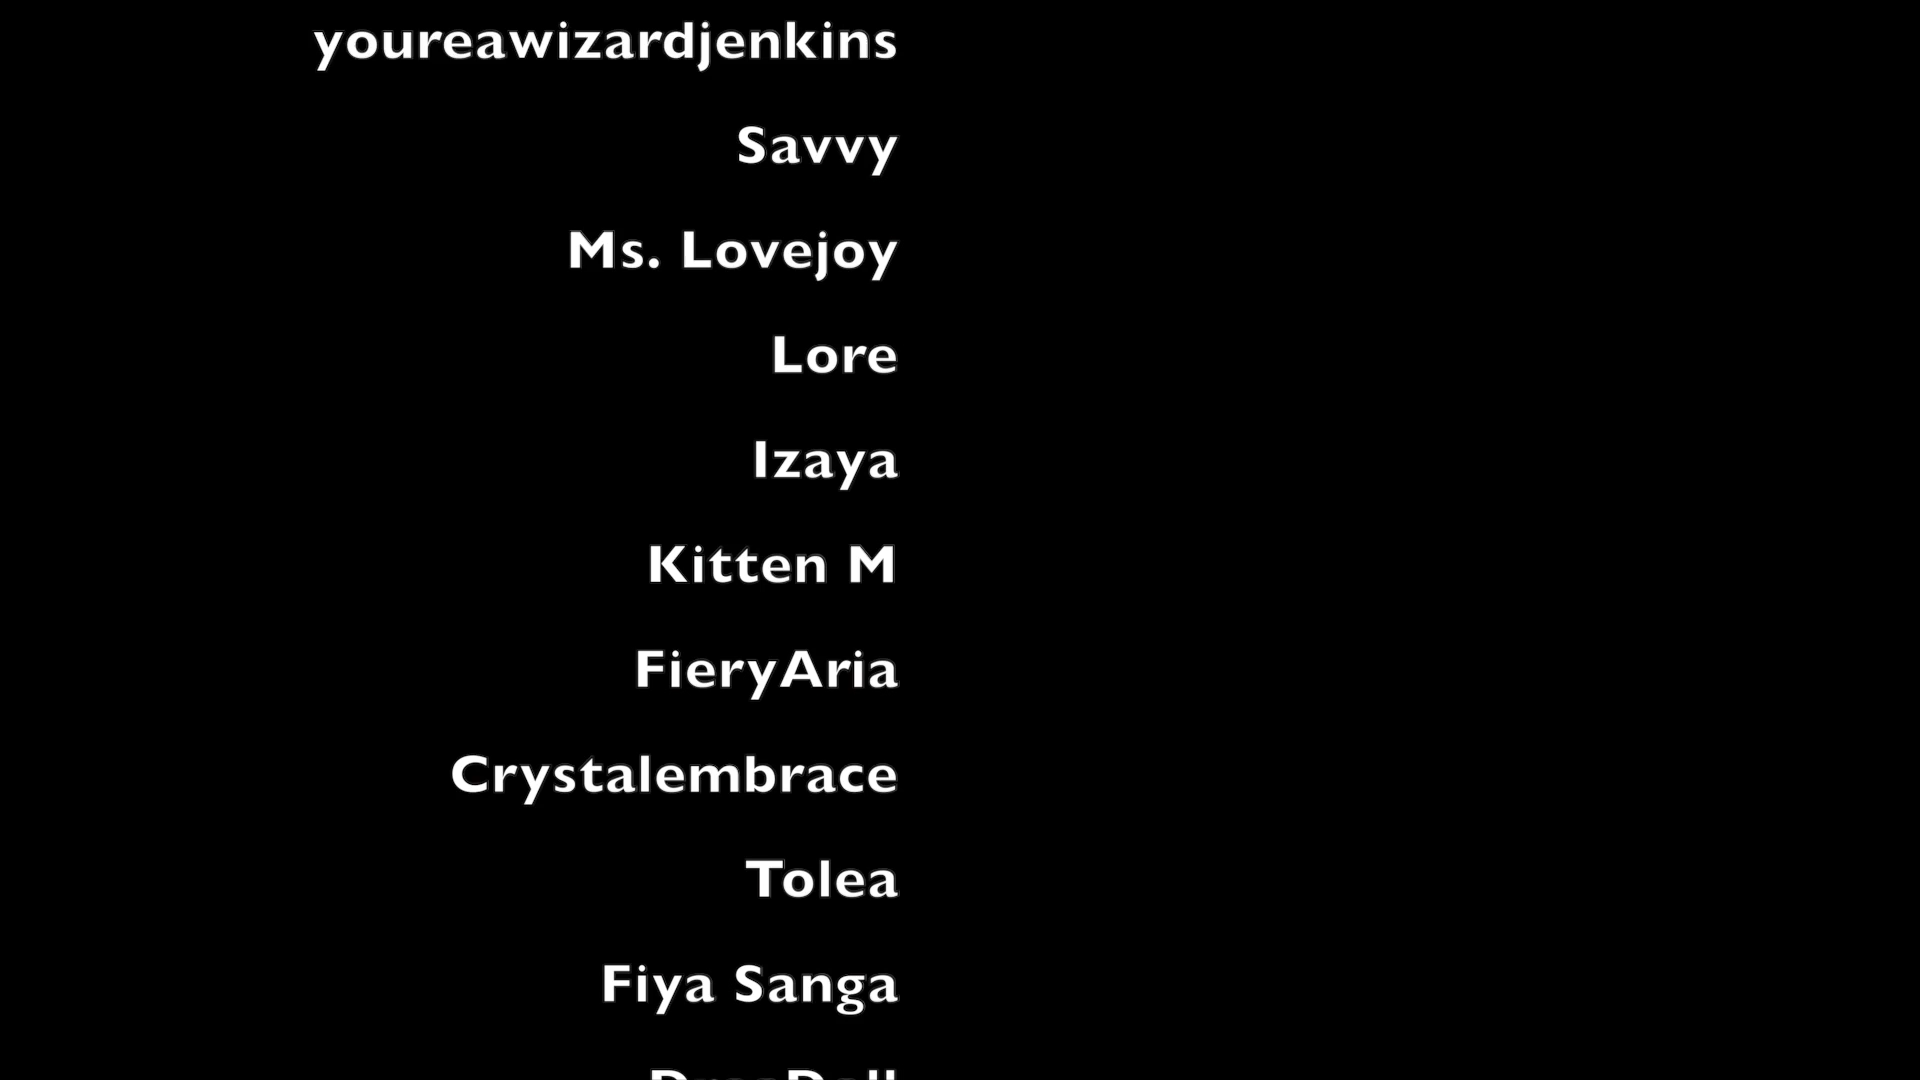 youreawizardjenkins
Savvy
Ms. Lovejoy
Lore
Izaya
Kitten M
FieryAria
Crystalembrace
Tolea
Fiya Sanga